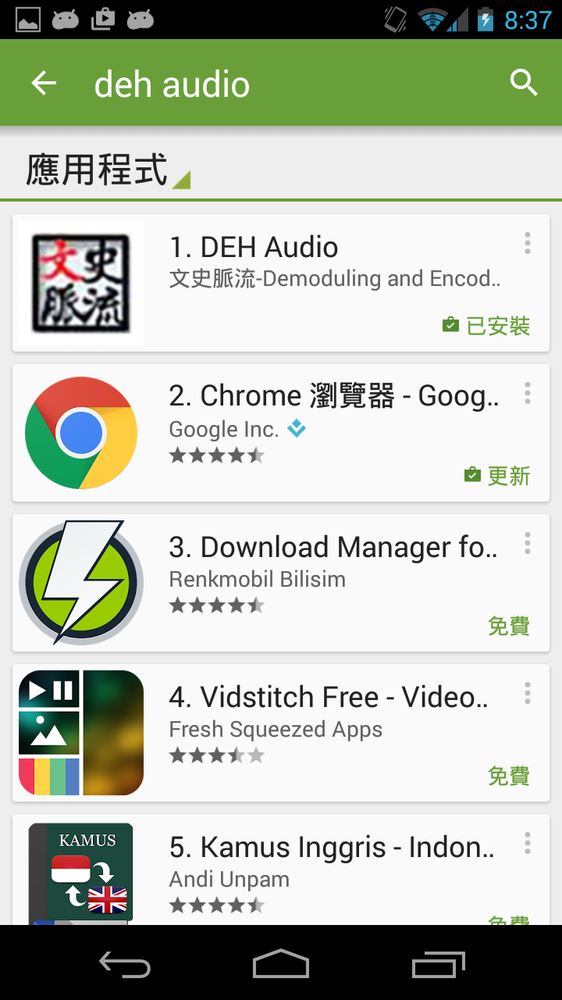 8:37
deh audio
應用程式
文史
脈流
1. DEH Audio
文史脈流-Demoduling and Encod..
已安裝
2. Chrome 瀏覽器 - Goog..
Google Inc.
更新
3. Download Manager fo..
Renkmobil Bilisim
免費
4. Vidstitch Free - Video..
Fresh Squeezed Apps
免費
KAMUS
5. Kamus Inggris - Indon..
Andi Unpam
免費